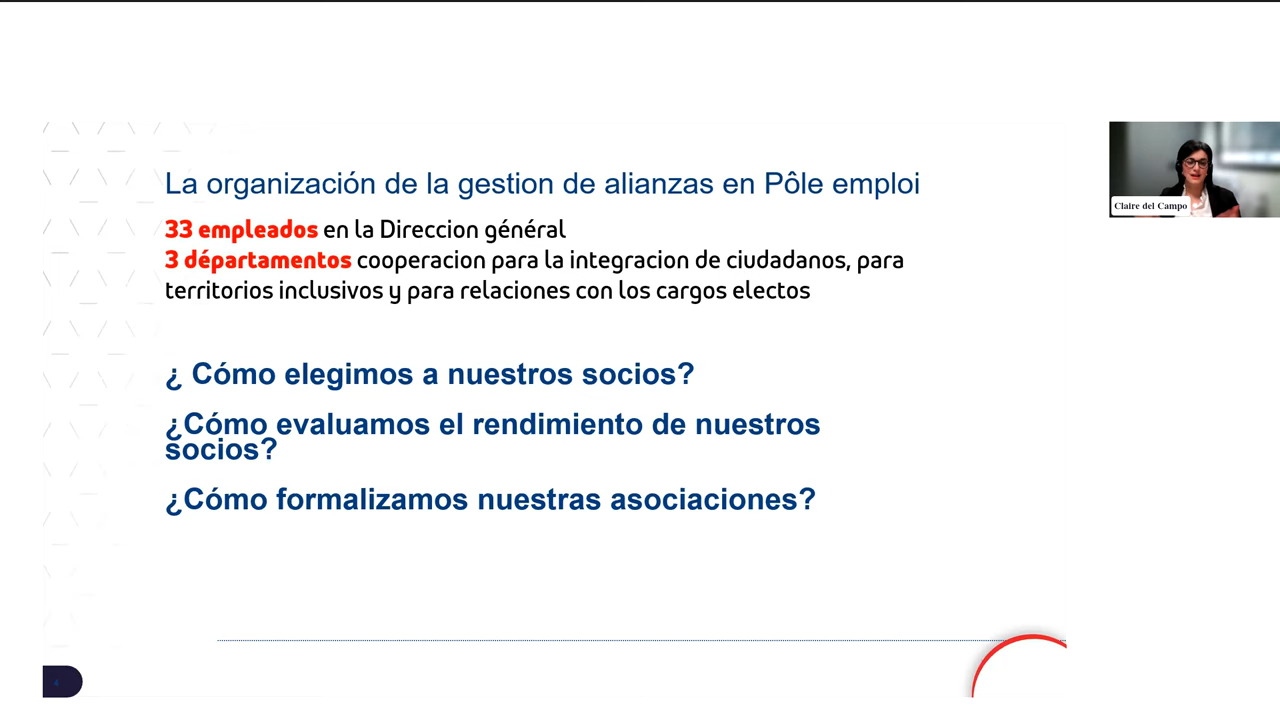 La organización de la gestion de alianzas en Pôle emploi
33 empleados en la Direccion général
3 départamentos cooperacion para la integracion de ciudadanos, para
territorios inclusivos y para relaciones con los cargos electos
¿ Cómo elegimos a nuestros socios?
¿Cómo evaluamos el rendimiento de nuestros
socios?
¿Cómo formalizamos nuestras asociaciones?
Claire del Campo
4